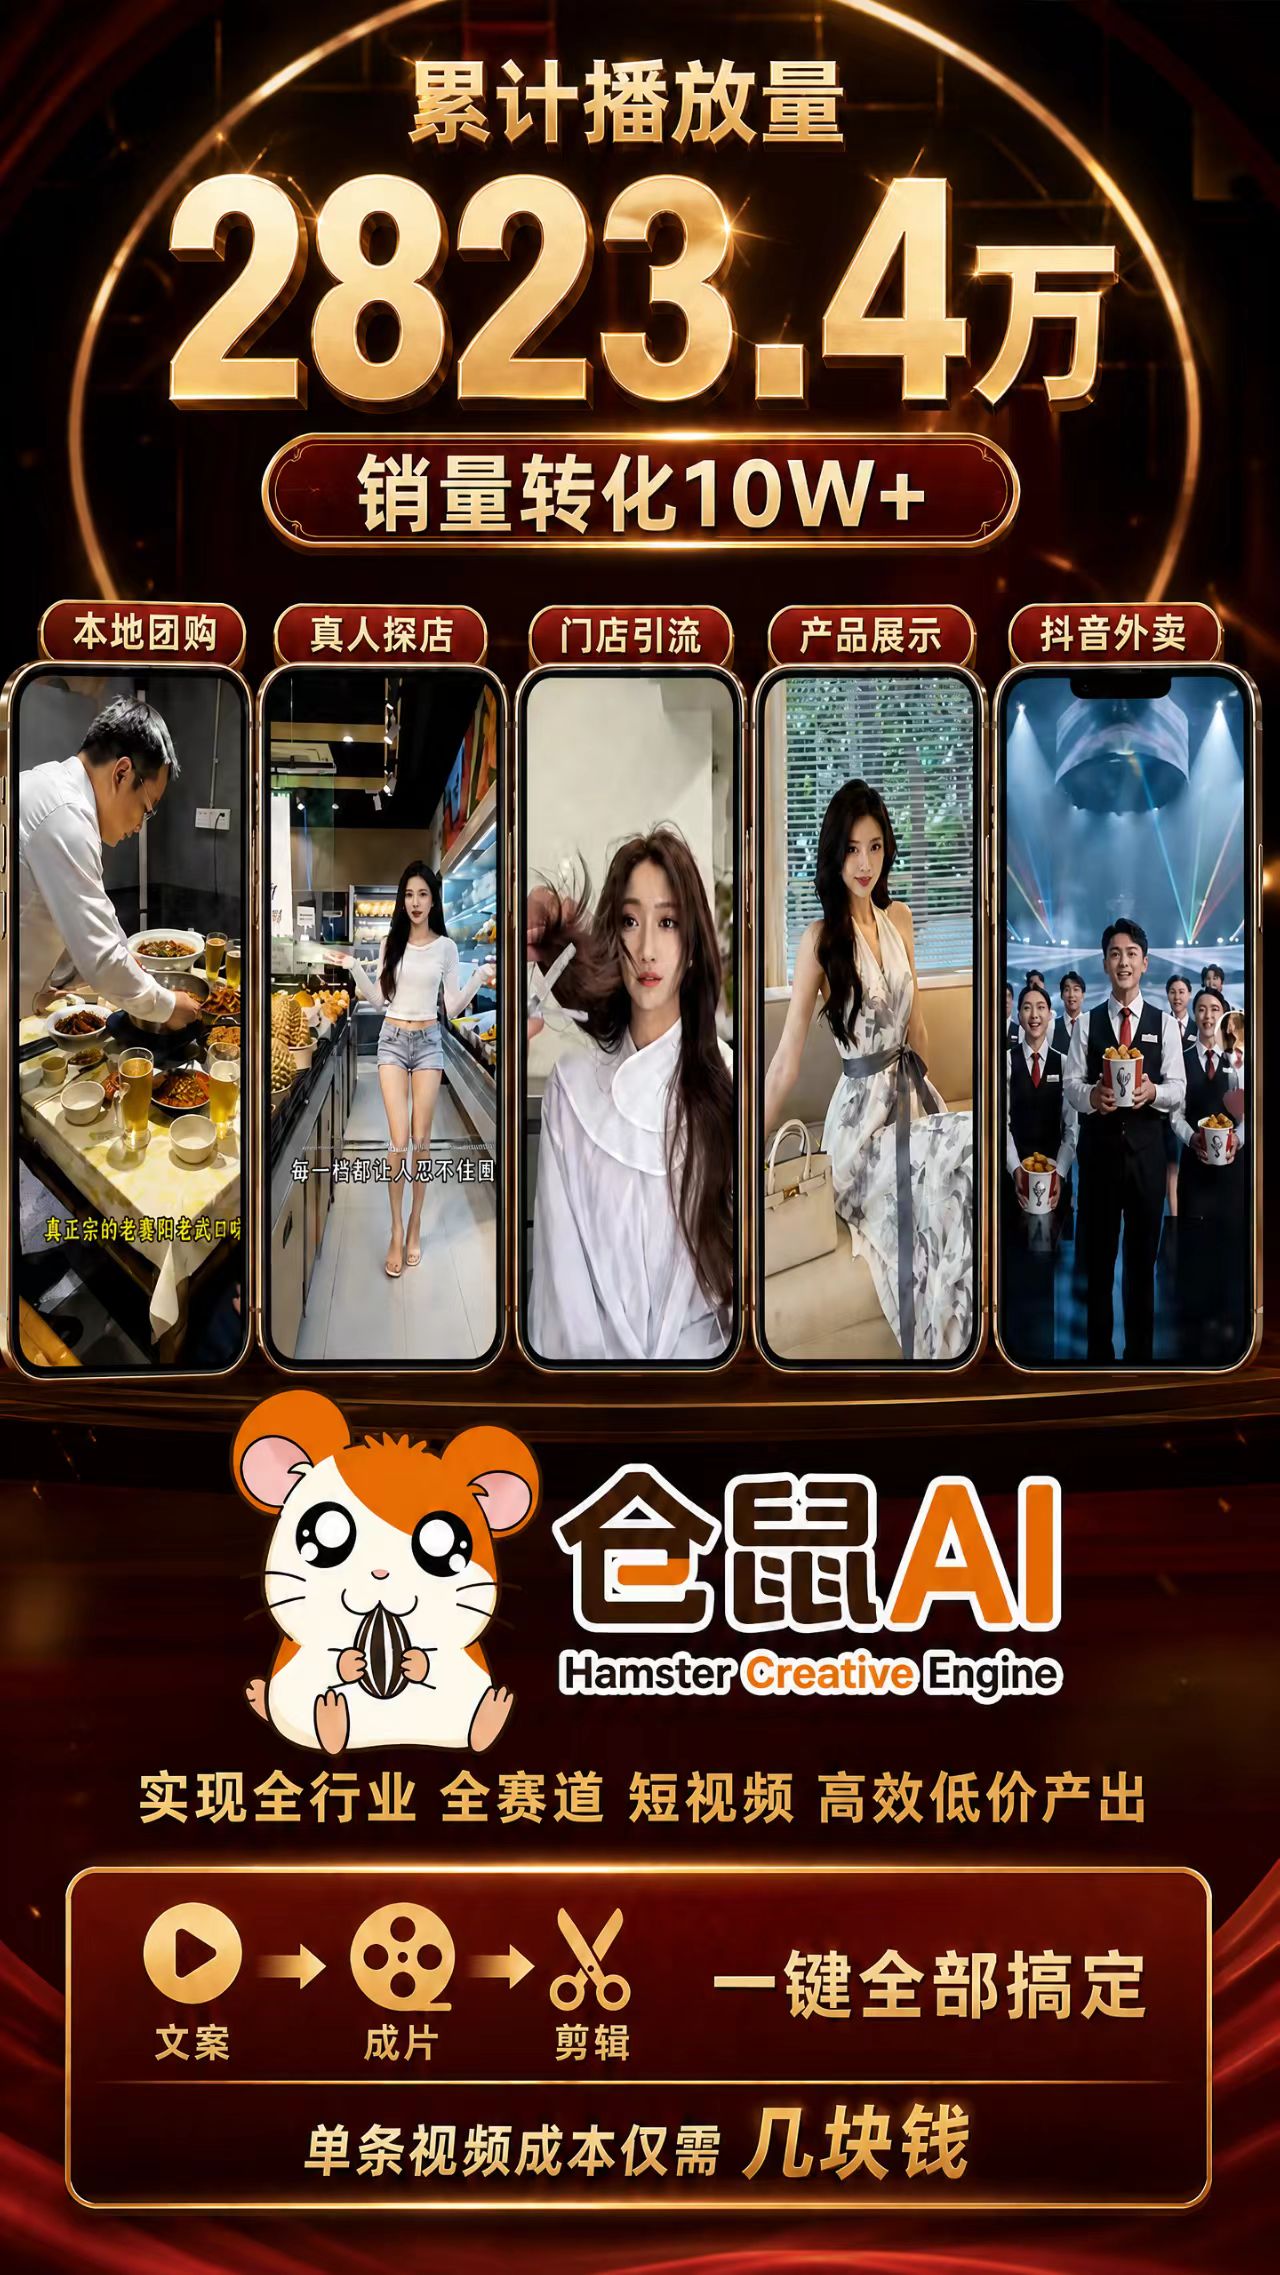 累计播放量
2823.4万
销量转化10W+
本地团购
真人探店
门店引流
产品展示
抖音外卖
真正宗的老襄阳老武口味
每一档都让人忍不住囤
仓鼠AI
Hamster Creative Engine
实现全行业 全赛道 短视频 高效低价产出
文案
成片
剪辑
一键全部搞定
单条视频成本仅需 几块钱